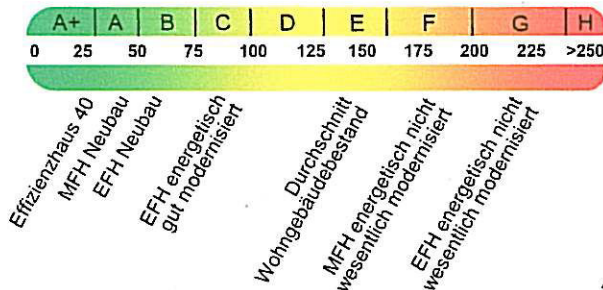 A+ A B C D E F G H
0 25 50 75 100 125 150 175 200 225 >250
Effizienzhaus 40
MFH Neubau
EFH Neubau
EFH energetisch
gut modernisiert
Durchschnitt
Wohngebäudebestand
MFH energetisch nicht
wesentlich modernisiert
EFH energetisch nicht
wesentlich modernisiert